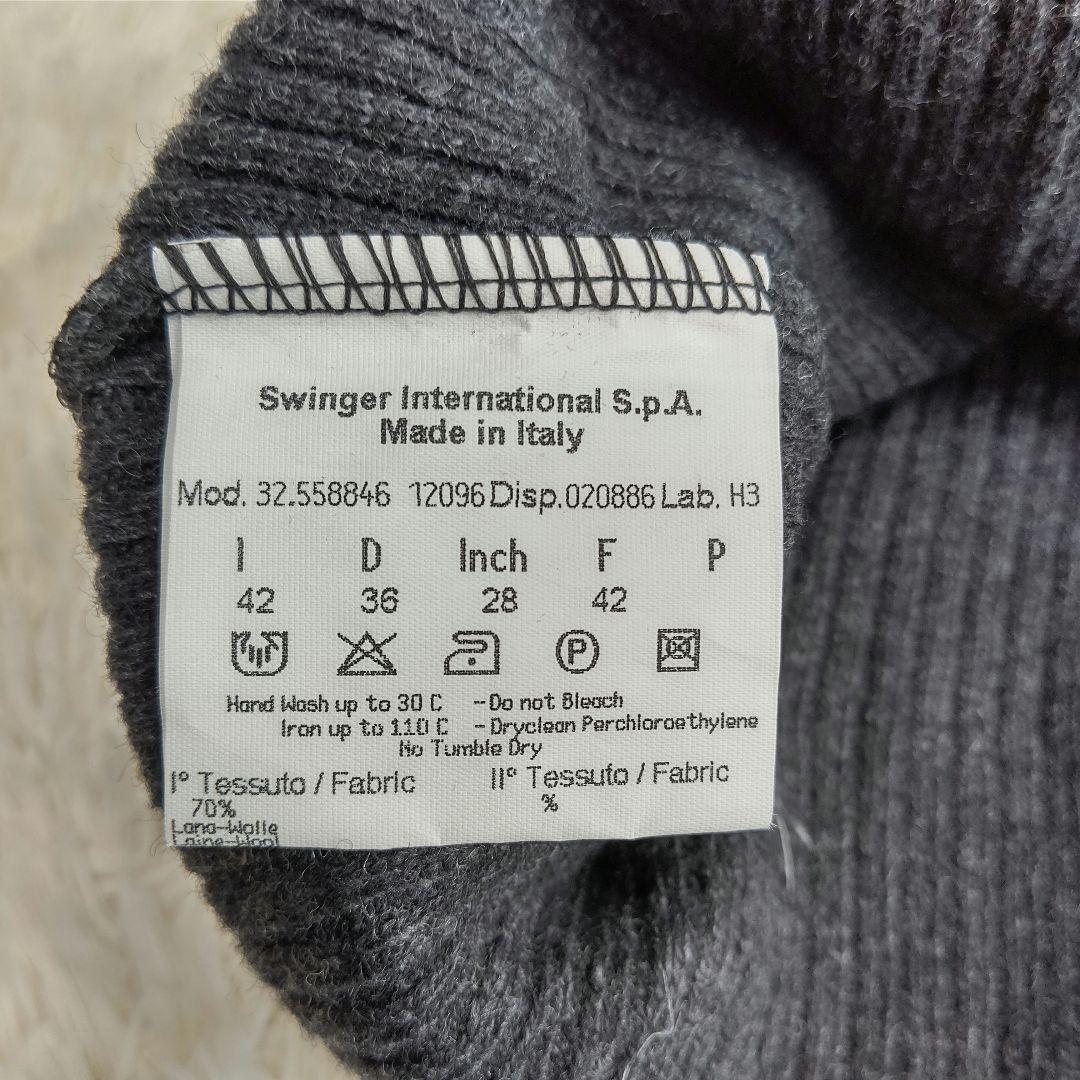 Swinger International S.p.A.
Made in Italy
Mod. 32.558846 12096 Disp. 020886 Lab. H3
I D Inch F P
42 36 28 42
P
Hand Wash up to 30 C - Do not Bleach
Iron up to 110 C - Dryclean Perchloroethylene
No Tumble Dry
I° Tessuto / Fabric II° Tessuto / Fabric
70% %
Lana-Wolle
Laine-Wool